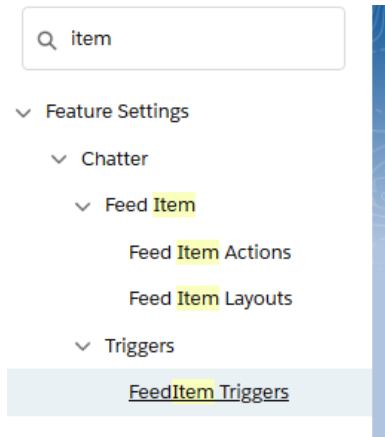 item
Feature Settings
Chatter
Feed Item
Feed Item Actions
Feed Item Layouts
Triggers
FeedItem Triggers